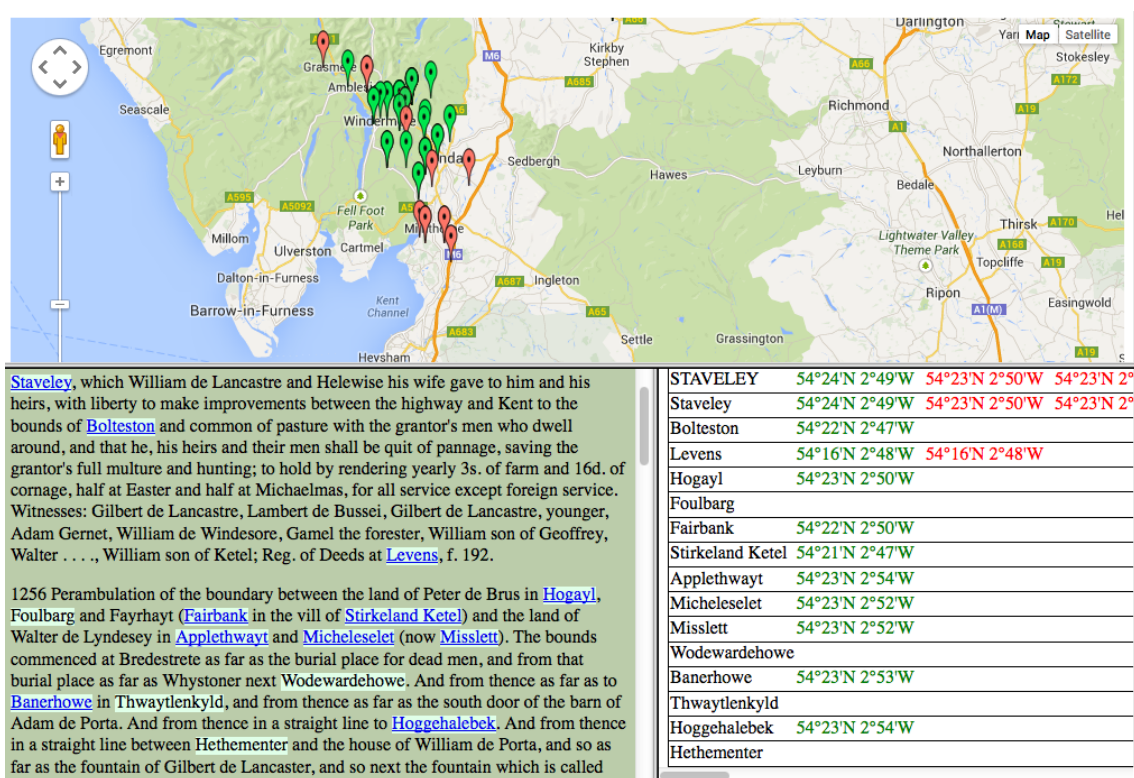 Egremont
Kirkby
Stephen
Darlington
Stewart
Yar
Map
Satellite
A66
M6
A685
A66
Stokesley
A172
Seascale
Richmond
A19
A1
Northallerton
Sedbergh
Hawes
Leyburn
Bedale
A595
A5092
Fell Foot
Park
Thirsk
A170
Hel
Millom
Ulverston
Cartmel
M6
Lightwater Valley
Theme Park
A168
Topcliffe
A19
Dalton-in-Furness
A687
Ingleton
Ripon
Barrow-in-Furness
Kent
Channel
A65
A1(M)
Easingwold
A683
Settle
Grassington
Heysham
A19
Staveley, which William de Lancastre and Helewise his wife gave to him and his
heirs, with liberty to make improvements between the highway and Kent to the
bounds of Bolteston and common of pasture with the grantor's men who dwell
around, and that he, his heirs and their men shall be quit of pannage, saving the
grantor's full multure and hunting; to hold by rendering yearly 3s. of farm and 16d. of
cornage, half at Easter and half at Michaelmas, for all service except foreign service.
Witnesses: Gilbert de Lancastre, Lambert de Bussei, Gilbert de Lancastre, younger,
Adam Gernet, William de Windesore, Gamel the forester, William son of Geoffrey,
Walter . . . ., William son of Ketel; Reg. of Deeds at Levens, f. 192.
1256 Perambulation of the boundary between the land of Peter de Brus in Hogayl,
Foulbarg and Fayrhayt (Fairbank in the vill of Stirkeland Ketel) and the land of
Walter de Lyndesey in Applethwayt and Micheleselet (now Misslett). The bounds
commenced at Bredestrete as far as the burial place for dead men, and from that
burial place as far as Whystoner next Wodewardehowe. And from thence as far as to
Banerhowe in Thwaytlenkyld, and from thence as far as the south door of the barn of
Adam de Porta. And from thence in a straight line to Hoggehalebek. And from thence
in a straight line between Hethementer and the house of William de Porta, and so as
far as the fountain of Gilbert de Lancaster, and so next the fountain which is called
STAVELEY 54°24'N 2°49'W 54°23'N 2°50'W 54°23'N 2°
Staveley 54°24'N 2°49'W 54°23'N 2°50'W 54°23'N 2°
Bolteston 54°22'N 2°47'W
Levens 54°16'N 2°48'W 54°16'N 2°48'W
Hogayl 54°23'N 2°50'W
Foulbarg
Fairbank 54°22'N 2°50'W
Stirkeland Ketel 54°21'N 2°47'W
Applethwayt 54°23'N 2°54'W
Micheleselet 54°23'N 2°52'W
Misslett 54°23'N 2°52'W
Wodewardehowe
Banerhowe 54°23'N 2°53'W
Thwaytlenkyld
Hoggehalebek 54°23'N 2°54'W
Hethementer